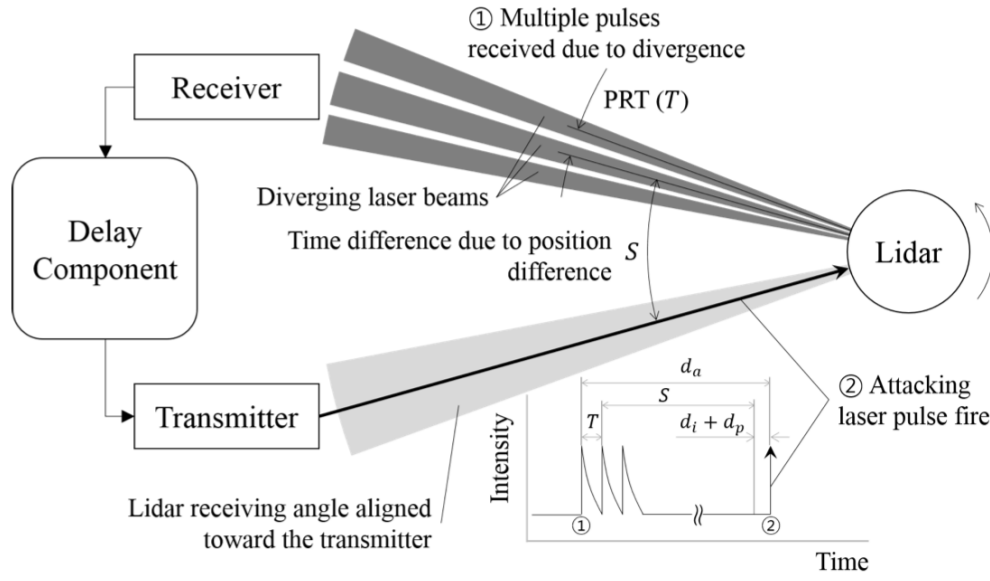 ① Multiple pulses
received due to divergence
Receiver
PRT (T)
Diverging laser beams
Delay
Component
Time difference due to position
difference
S
Lidar
Transmitter
② Attacking
laser pulse fire
Lidar receiving angle aligned
toward the transmitter
Intensity
d_a
S
T
d_i + d_p
①
②
Time